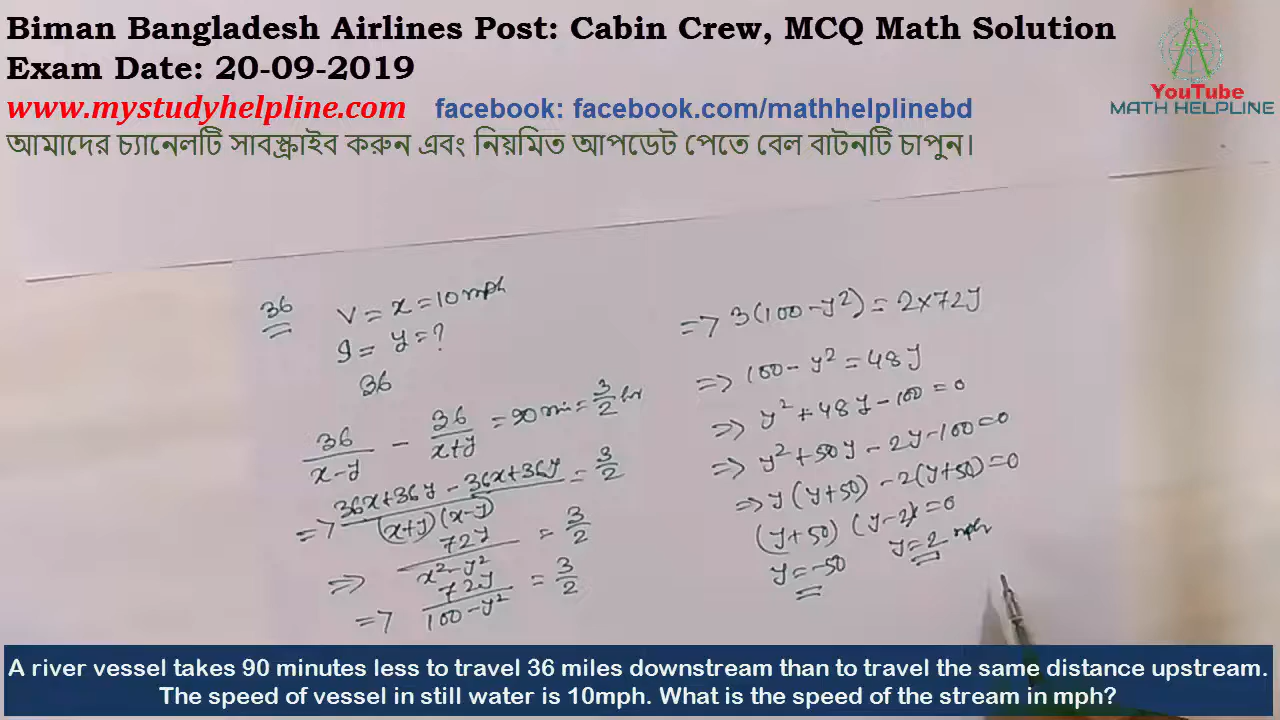 Biman Bangladesh Airlines Post: Cabin Crew, MCQ Math Solution
Exam Date: 20-09-2019
www.mystudyhelpline.com facebook: facebook.com/mathhelplinebd
আমাদের চ্যানেলটি সাবস্ক্রাইব করুন এবং নিয়মিত আপডেট পেতে বেল বাটনটি চাপুন।
YouTube
MATH HELPLINE
36
V = x = 10 mph
g = y = ?
36
36/(x-y) - 36/(x+y) = 90 min = 3/2 hr
=> (36x+36y-36x+36y)/((x+y)(x-y)) = 3/2
=> 72y/(x²-y²) = 3/2
=> 72y/(100-y²) = 3/2
=> 3(100-y²) = 2×72y
=> 100-y² = 48y
=> y²+48y-100=0
=> y²+50y-2y-100=0
=> y(y+50)-2(y+50)=0
(y+50)(y-2)=0
y=-50 y=2 mph
A river vessel takes 90 minutes less to travel 36 miles downstream than to travel the same distance upstream.
The speed of vessel in still water is 10mph. What is the speed of the stream in mph?